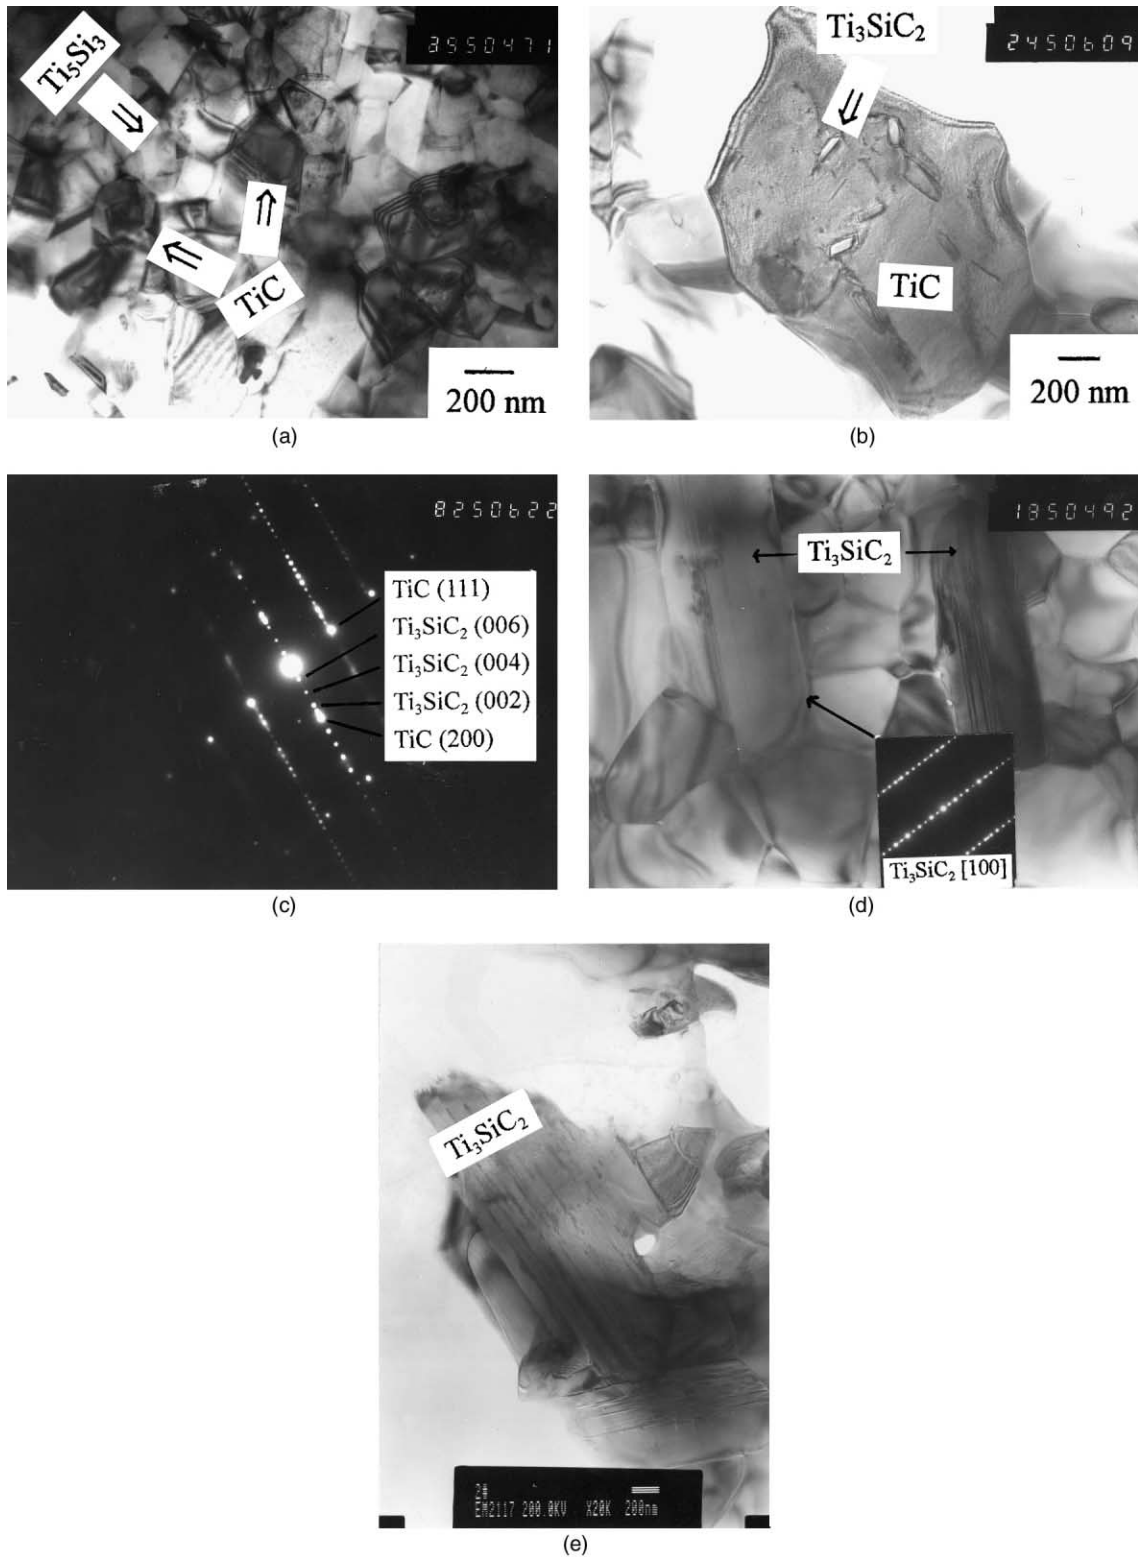 3550471
Ti₅Si₃
TiC
200 nm
(a)
Ti₃SiC₂
2450609
TiC
200 nm
(b)
8250622
TiC (111)
Ti₃SiC₂ (006)
Ti₃SiC₂ (004)
Ti₃SiC₂ (002)
TiC (200)
(c)
1850492
Ti₃SiC₂
Ti₃SiC₂ [100]
(d)
Ti₃SiC₂
EM2117 200.0KV X20K 200nm
(e)